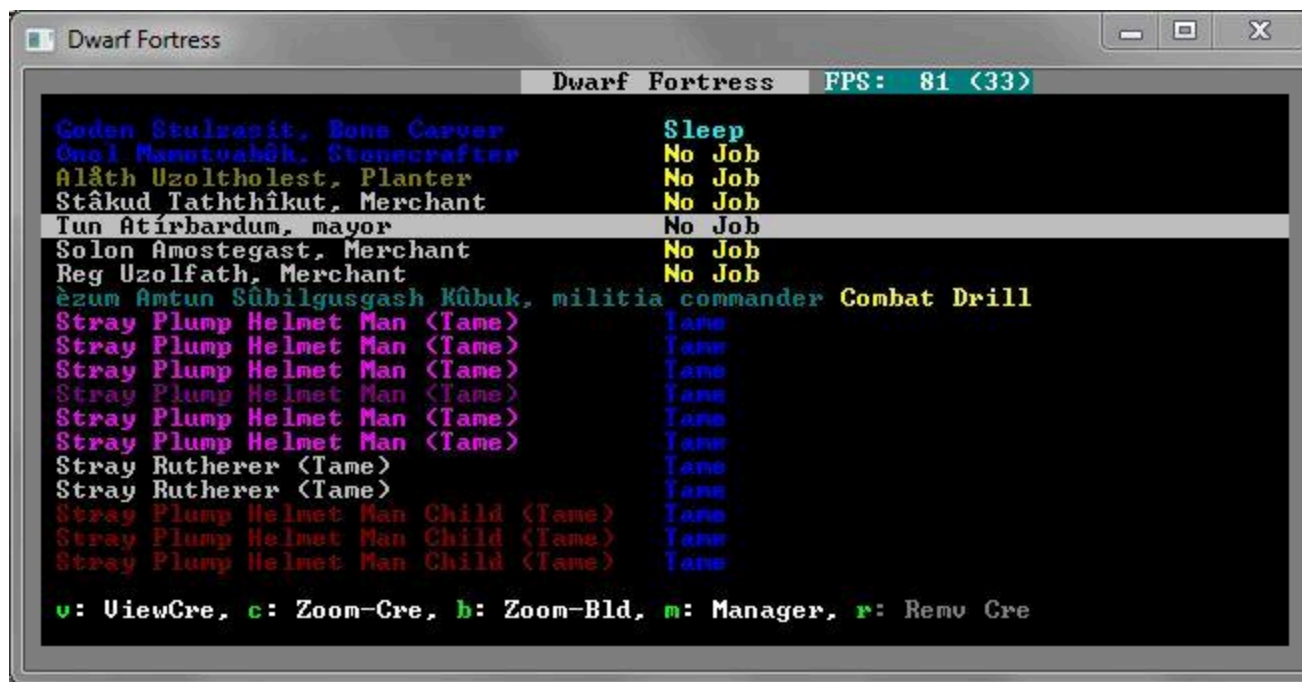 Dwarf Fortress
Dwarf Fortress FPS: 81 (33)
Goden Stulzasit, Bone Carver Sleep
Onol Mamotvahôh, Stonecrafter No Job
Alåth Uzoltholest, Planter No Job
Stâkud Taththîkut, Merchant No Job
Tun Atírbardum, mayor No Job
Solon Amostegast, Merchant No Job
Reg Uzolfath, Merchant No Job
èzum Amtun Sûbilgusgash Kûbuk, militia commander Combat Drill
Stray Plump Helmet Man (Tame) Tame
Stray Plump Helmet Man (Tame) Tame
Stray Plump Helmet Man (Tame) Tame
Stray Plump Helmet Man (Tame) Tame
Stray Plump Helmet Man (Tame) Tame
Stray Plump Helmet Man (Tame) Tame
Stray Rutherer (Tame) Tame
Stray Rutherer (Tame) Tame
Stray Plump Helmet Man Child (Tame) Tame
Stray Plump Helmet Man Child (Tame) Tame
Stray Plump Helmet Man Child (Tame) Tame
v: ViewCre, c: Zoom-Cre, b: Zoom-Bld, m: Manager, r: Remv Cre